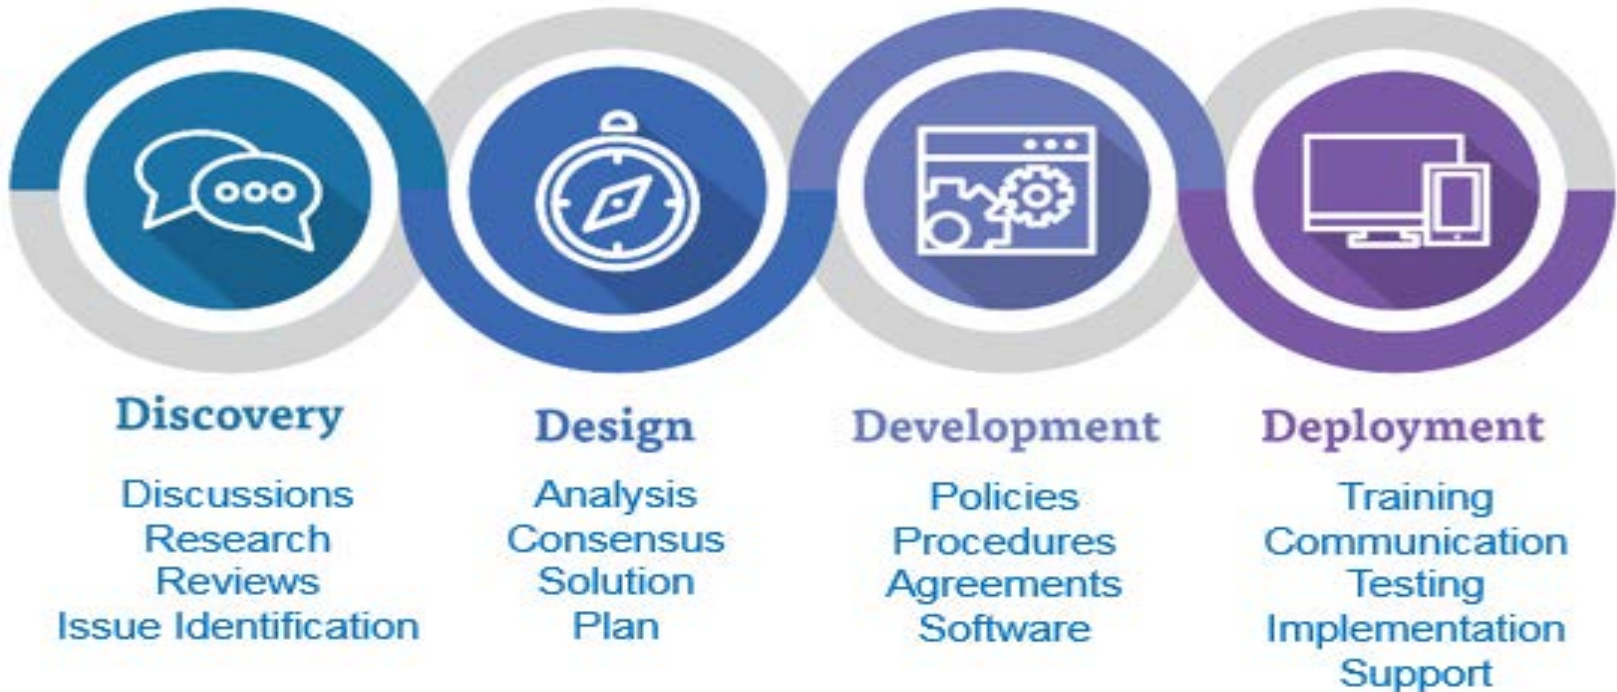 Discovery
Discussions
Research
Reviews
Issue Identification
Design
Analysis
Consensus
Solution
Plan
Development
Policies
Procedures
Agreements
Software
Deployment
Training
Communication
Testing
Implementation
Support